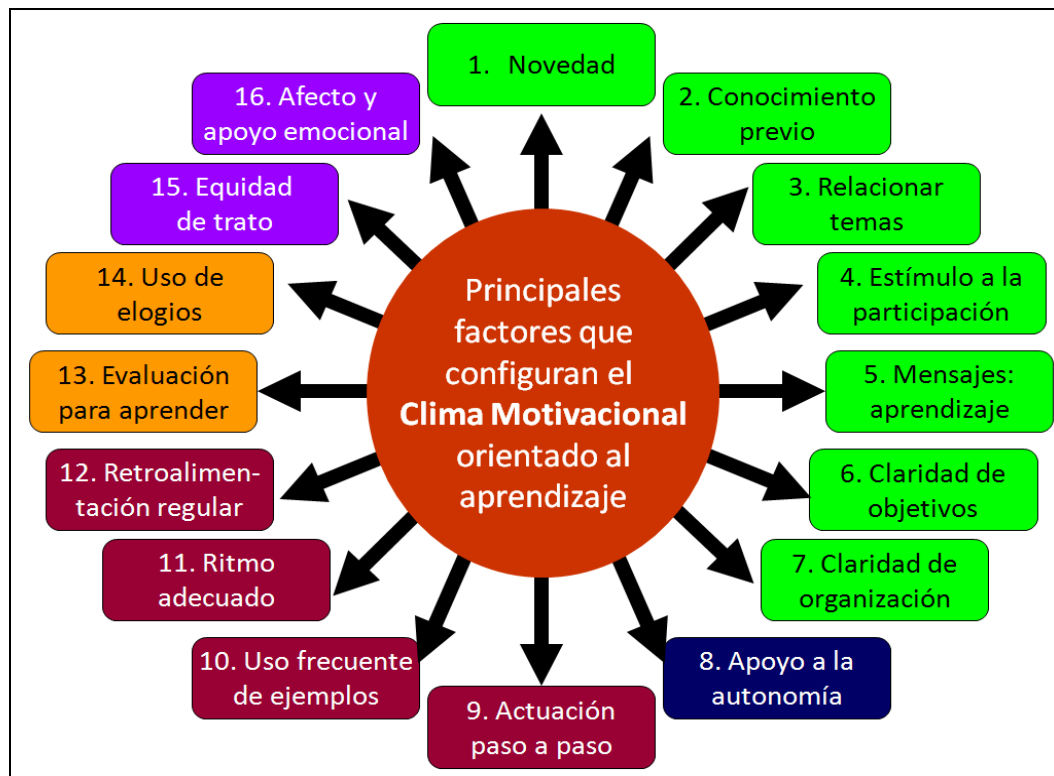 Principales
factores que
configuran el
Clima Motivacional
orientado al
aprendizaje
1. Novedad
2. Conocimiento
previo
3. Relacionar
temas
4. Estímulo a la
participación
5. Mensajes:
aprendizaje
6. Claridad de
objetivos
7. Claridad de
organización
8. Apoyo a la
autonomía
9. Actuación
paso a paso
10. Uso frecuente
de ejemplos
11. Ritmo
adecuado
12. Retroalimen-
tación regular
13. Evaluación
para aprender
14. Uso de
elogios
15. Equidad
de trato
16. Afecto y
apoyo emocional